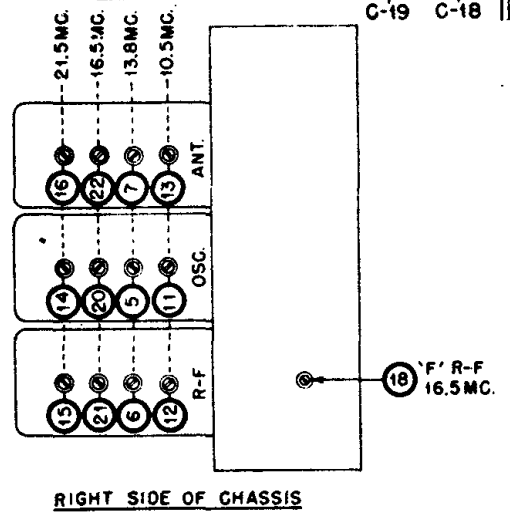 C-19 C-18
21.5MC.
16.5MC.
13.8MC.
10.5MC.
16 22 7 13
ANT.
14 20 5 11
OSC.
15 21 6 12
R-F
18 'F' R-F
16.5MC.
RIGHT SIDE OF CHASSIS